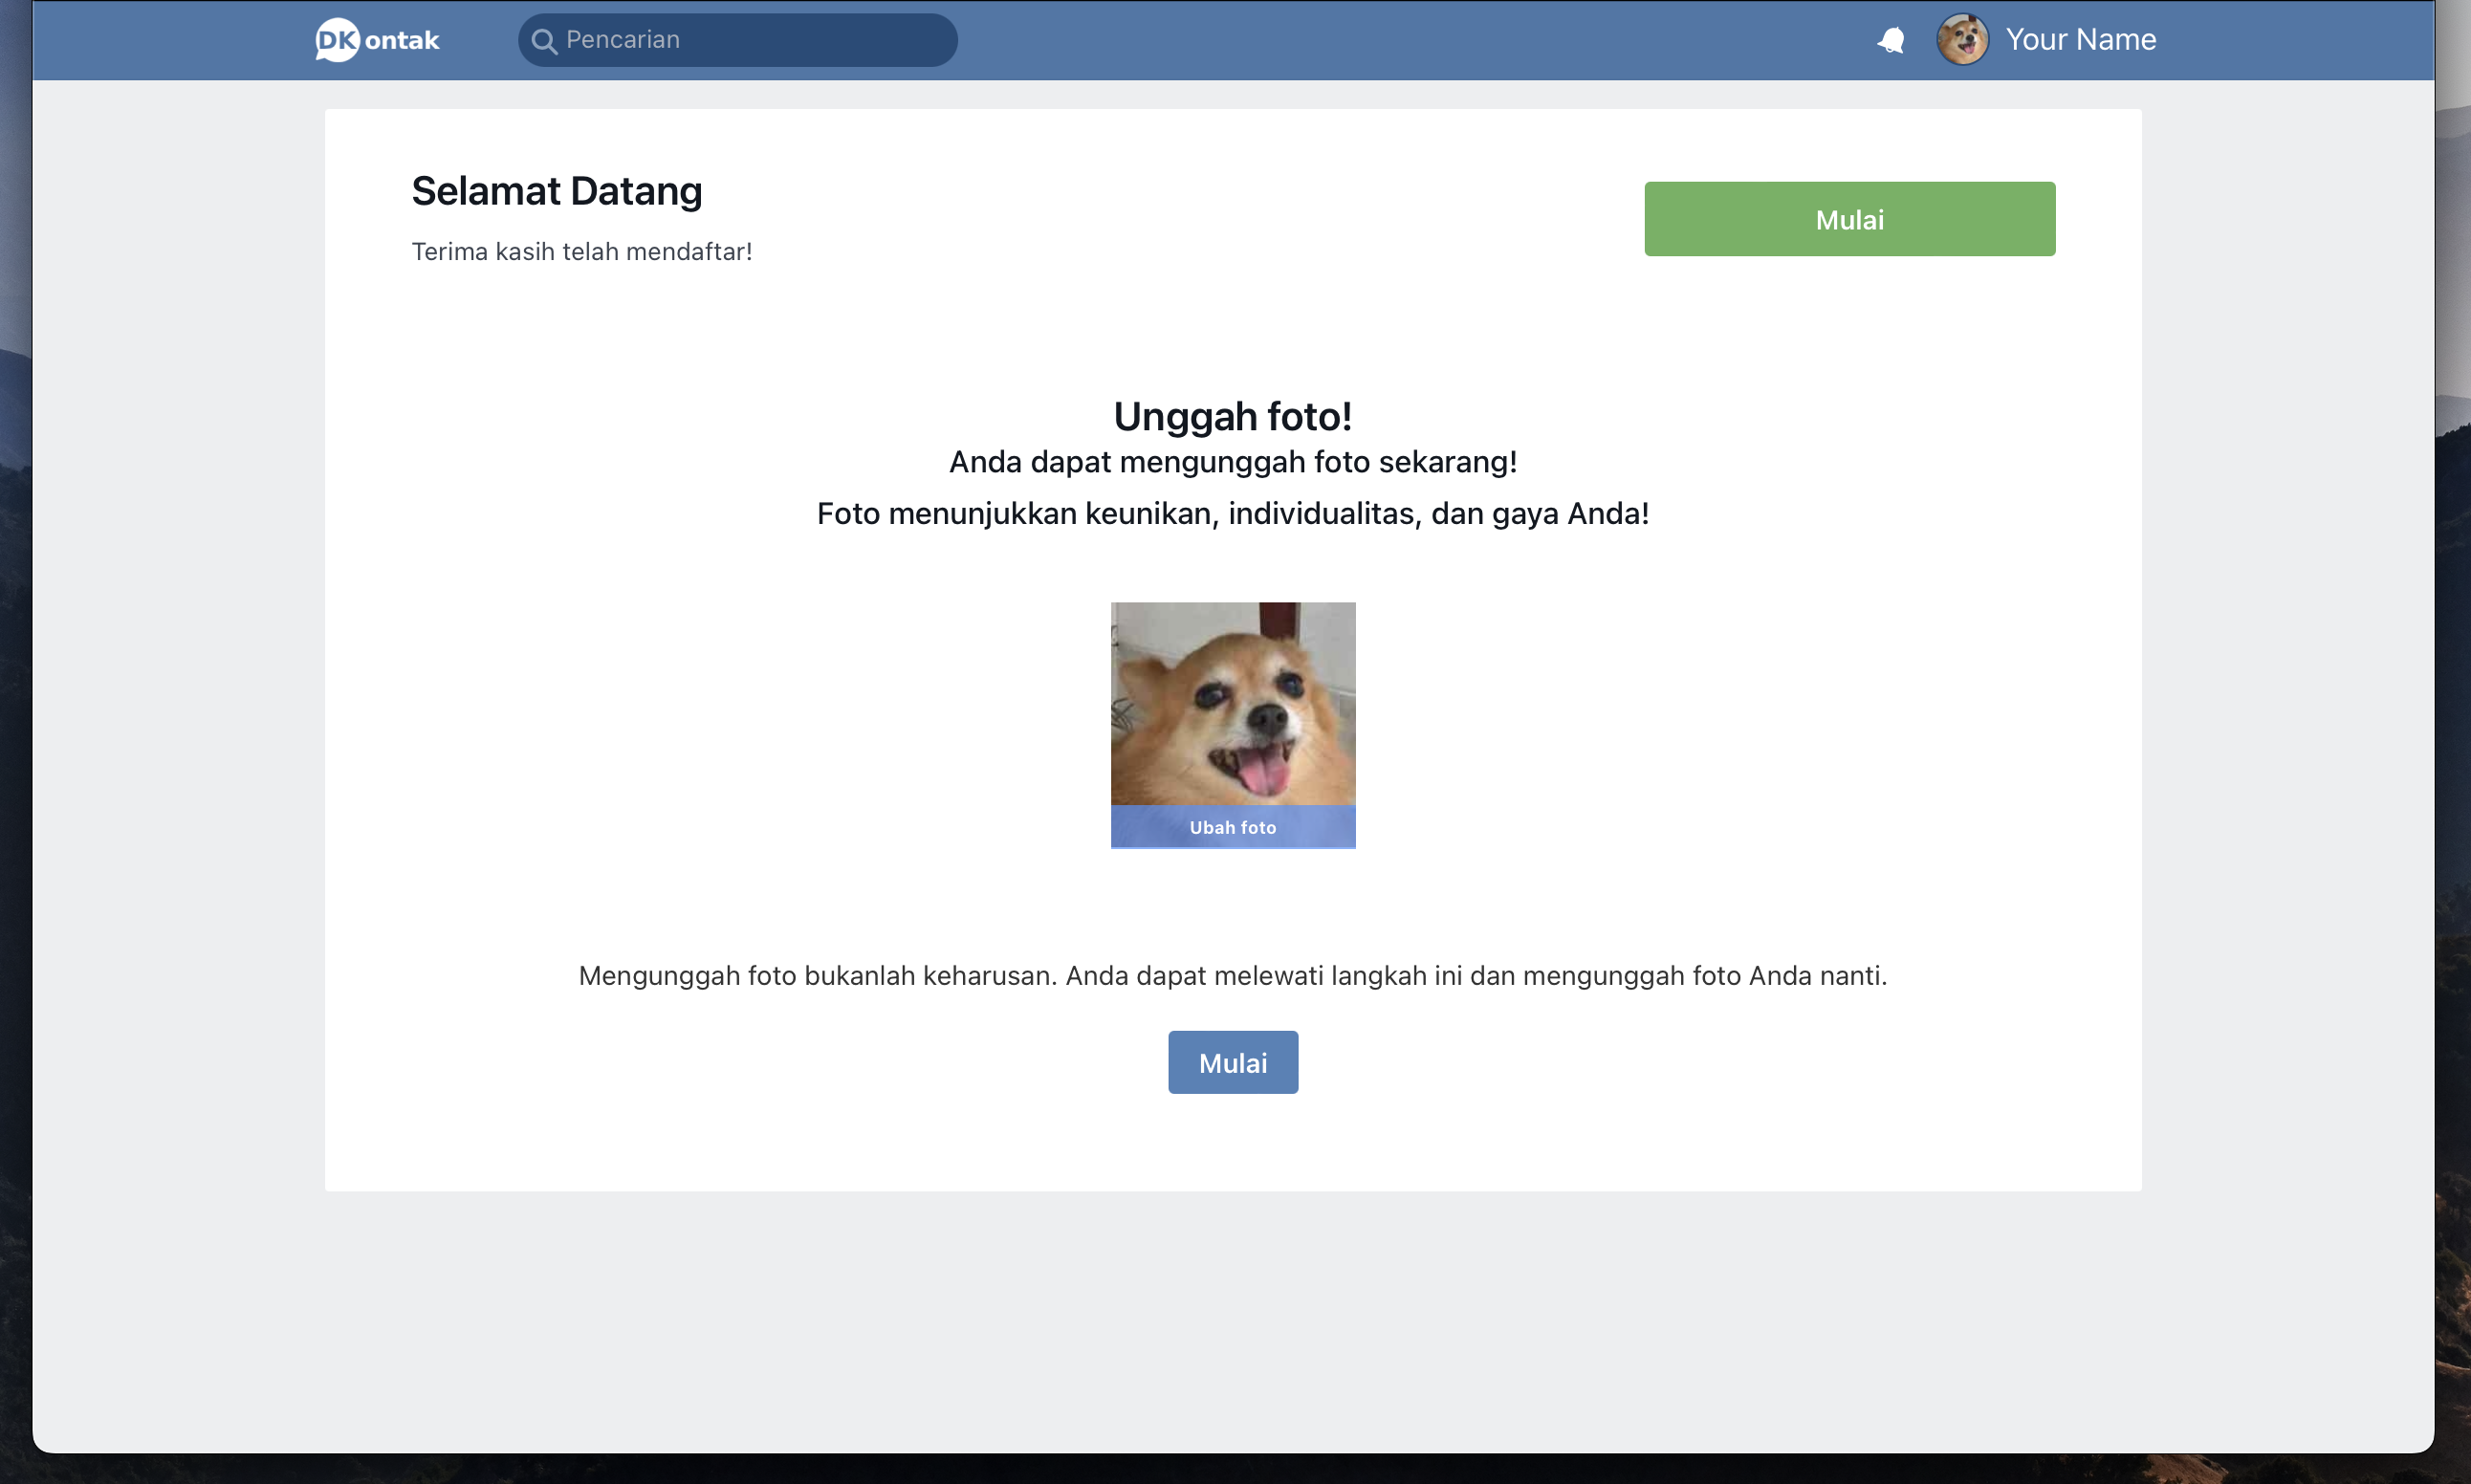 DKontak
Pencarian
Your Name
Selamat Datang
Terima kasih telah mendaftar!
Mulai
Unggah foto!
Anda dapat mengunggah foto sekarang!
Foto menunjukkan keunikan, individualitas, dan gaya Anda!
Ubah foto
Mengunggah foto bukanlah keharusan. Anda dapat melewati langkah ini dan mengunggah foto Anda nanti.
Mulai